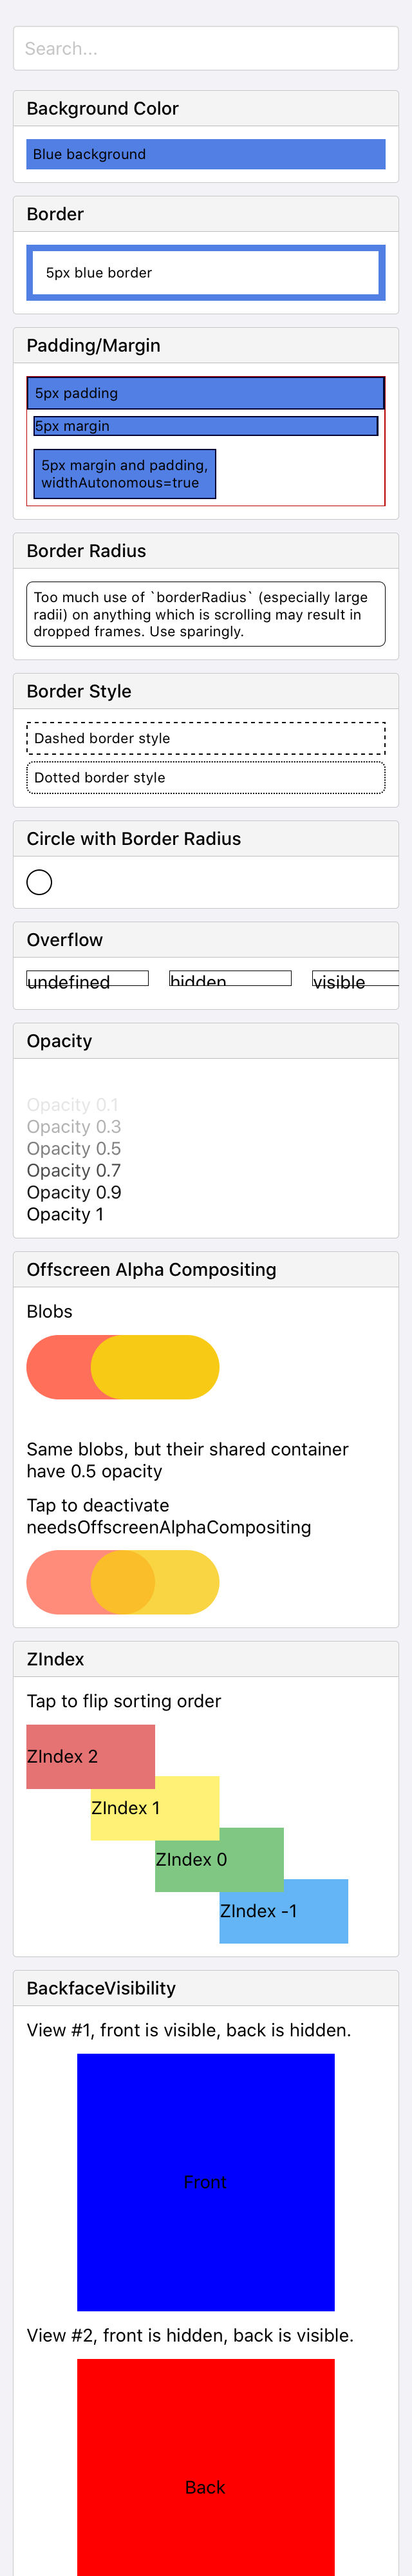 Search...
Background Color
Blue background
Border
5px blue border
Padding/Margin
5px padding
5px margin
5px margin and padding,
widthAutonomous=true
Border Radius
Too much use of `borderRadius` (especially large
radii) on anything which is scrolling may result in
dropped frames. Use sparingly.
Border Style
Dashed border style
Dotted border style
Circle with Border Radius
Overflow
undefined hidden visible
Opacity
Opacity 0.1
Opacity 0.3
Opacity 0.5
Opacity 0.7
Opacity 0.9
Opacity 1
Offscreen Alpha Compositing
Blobs
Same blobs, but their shared container
have 0.5 opacity
Tap to deactivate
needsOffscreenAlphaCompositing
ZIndex
Tap to flip sorting order
ZIndex 2
ZIndex 1
ZIndex 0
ZIndex -1
BackfaceVisibility
View #1, front is visible, back is hidden.
Front
View #2, front is hidden, back is visible.
Back